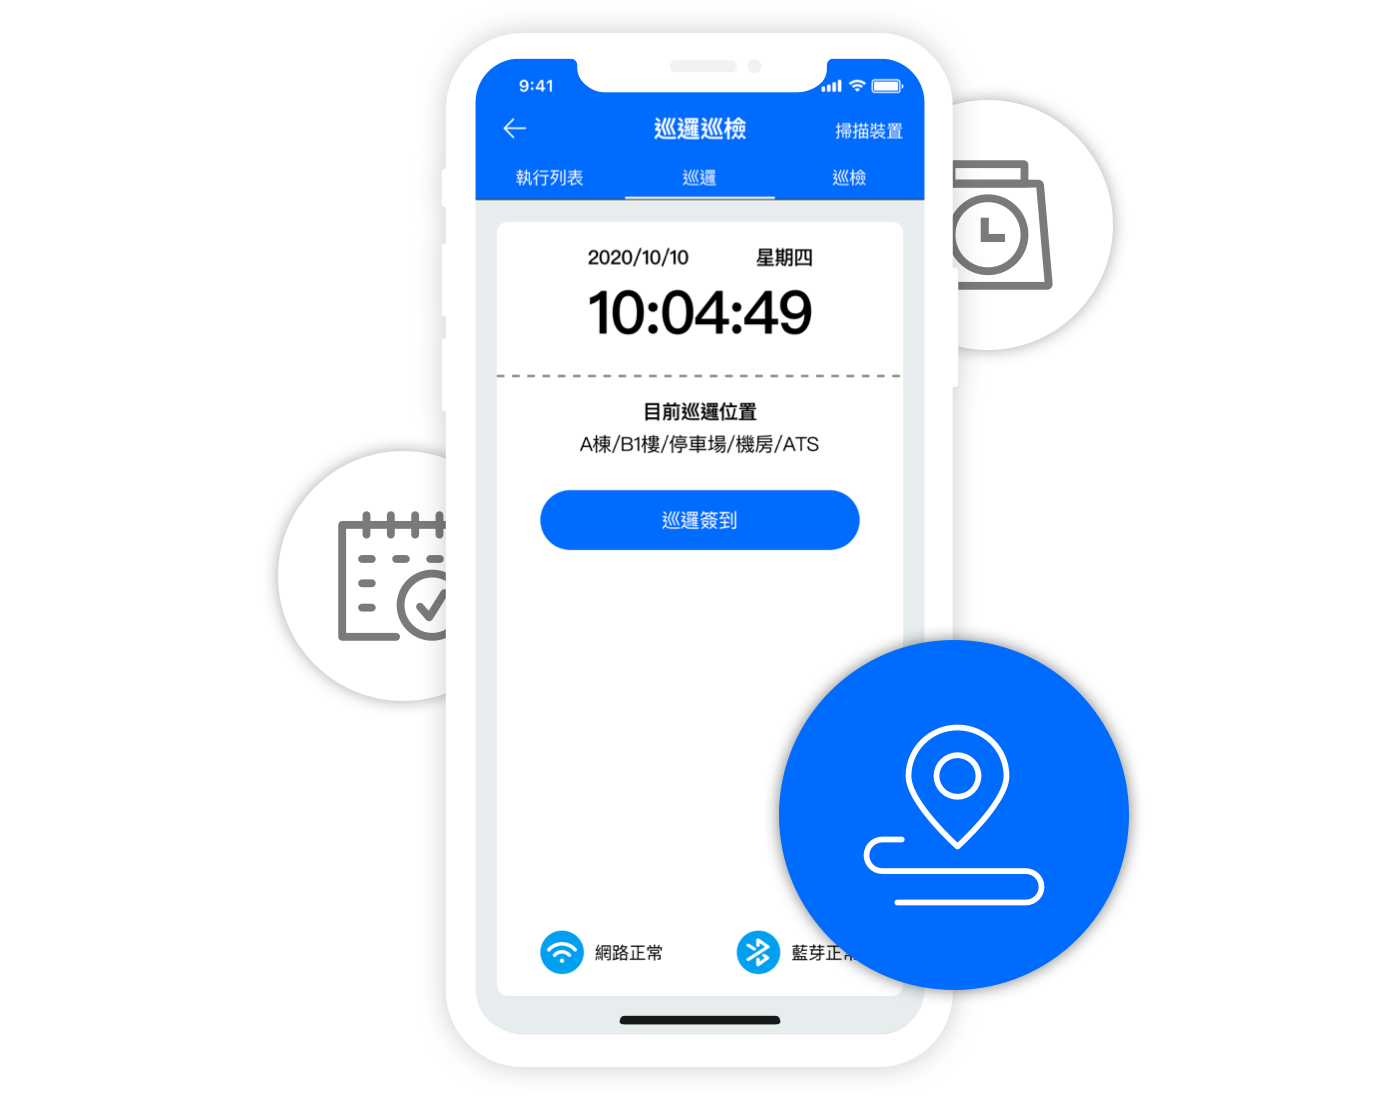 9:41
巡邏巡檢
掃描裝置
執行列表 巡邏 巡檢
2020/10/10 星期四
10:04:49
目前巡邏位置
A棟/B1樓/停車場/機房/ATS
巡邏簽到
網路正常 藍芽正常